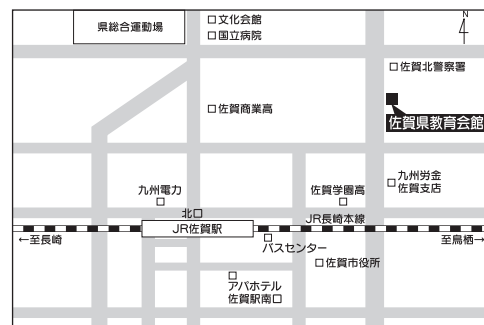 文化会館
県総合運動場
国立病院
N
佐賀北警察署
佐賀商業高
佐賀県教育会館
九州労金
佐賀支店
九州電力
佐賀学園高
北口
JR長崎本線
JR佐賀駅
←至長崎
バスセンター
至鳥栖→
佐賀市役所
アパホテル
佐賀駅南口